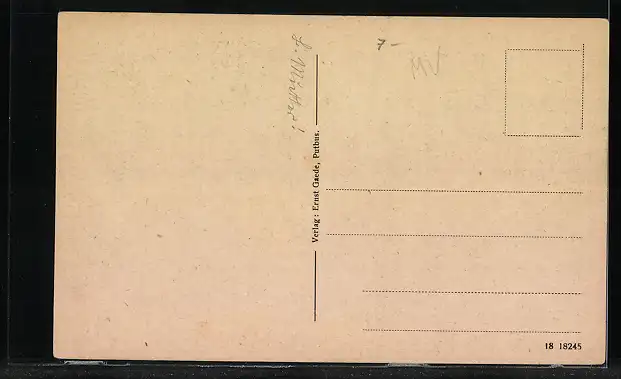 7 –
Verlag: Ernst Gaede, Putbus.
18 18245